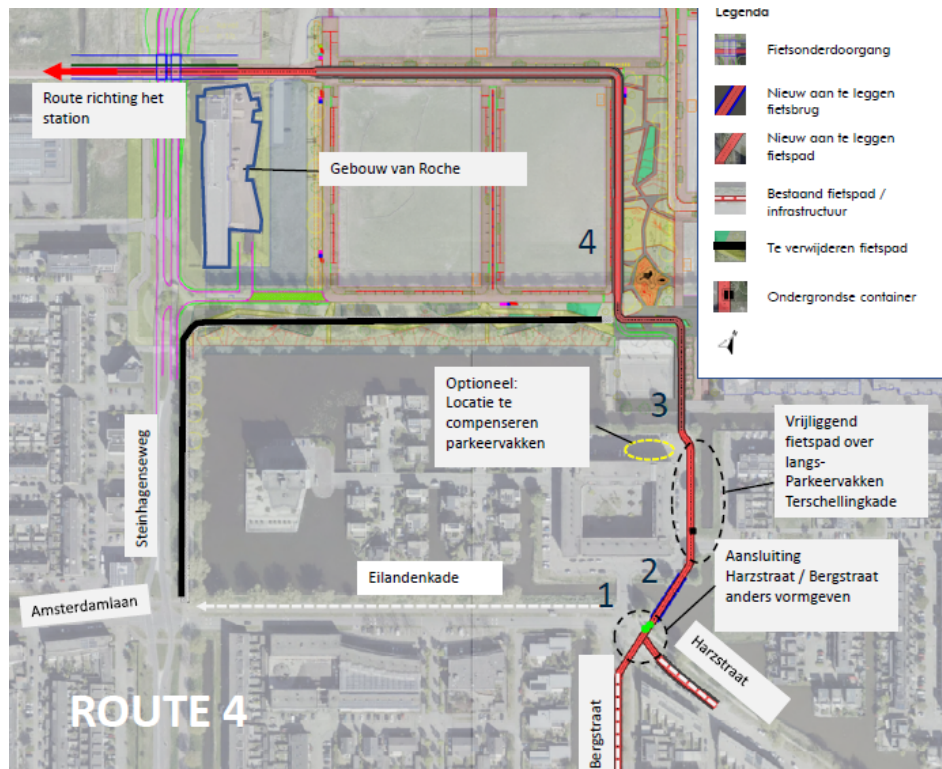 Legenda
Fietsonderdoorgang
Nieuw aan te leggen
fietsbrug
Nieuw aan te leggen
fietspad
Bestaand fietspad /
infrastructuur
Te verwijderen fietspad
Ondergrondse container
Route richting het
station
Gebouw van Roche
4
Optioneel:
Locatie te
compenseren
parkeervakken
3
Vrijliggend
fietspad over
langs-
Parkeervakken
Terschellingkade
Steinhagenseweg
Aansluiting
Harzstraat / Bergstraat
anders vormgeven
2
Eilandenkade
1
Amsterdamlaan
Harzstraat
Bergstraat
ROUTE 4